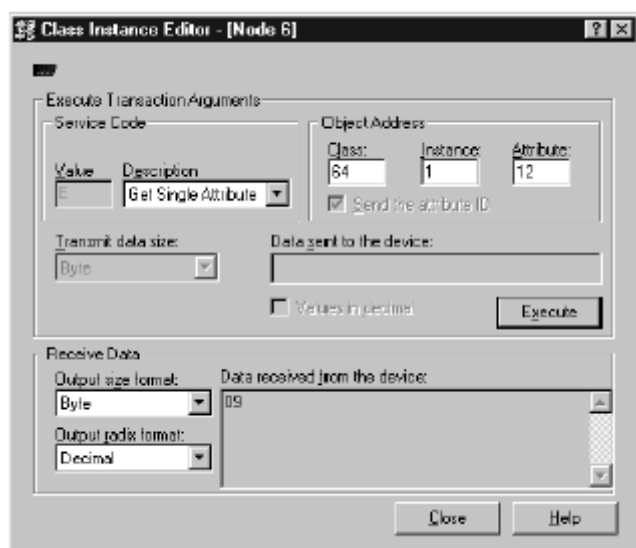 Class Instance Editor - [Node 6]
Execute Transaction Arguments
Service Code
Object Address
Value
Description
Class:
Instance:
Attribute:
E
Get Single Attribute
64
1
12
Send the attribute ID
Transmit data size:
Data sent to the device:
Byte
Values in decimal
Execute
Receive Data
Output size format:
Data received from the device:
Byte
09
Output radix format:
Decimal
Close
Help